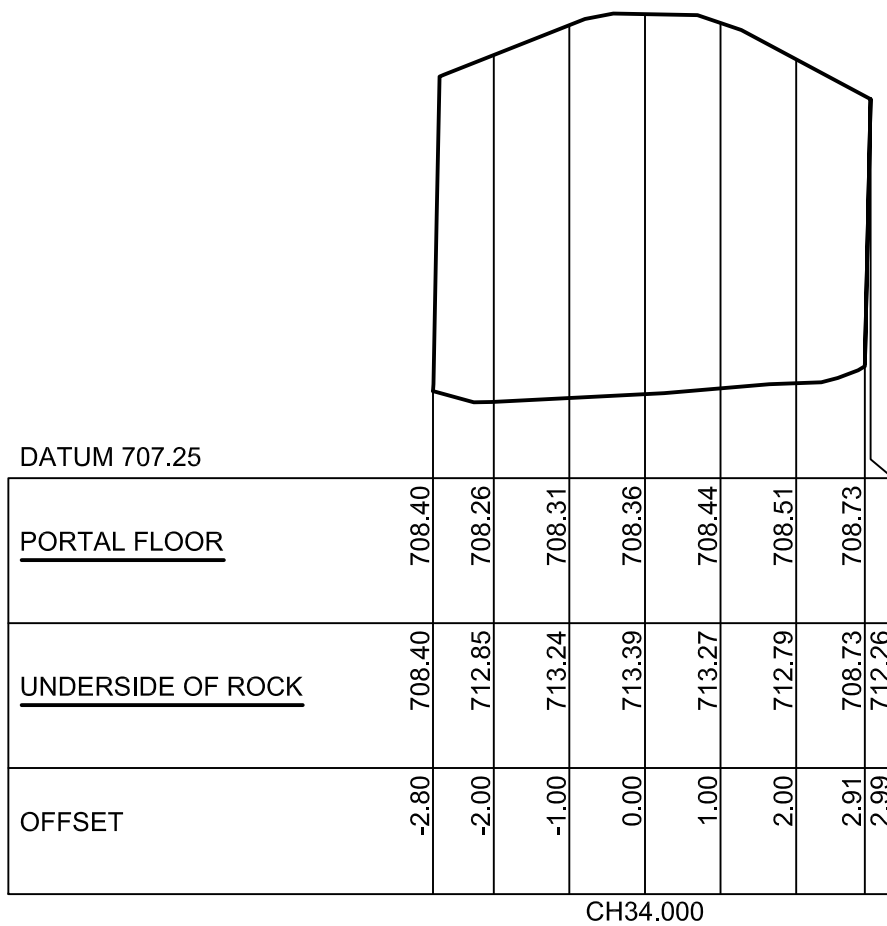 DATUM 707.25
PORTAL FLOOR 708.40 708.26 708.31 708.36 708.44 708.51 708.73
UNDERSIDE OF ROCK 708.40 712.85 713.24 713.39 713.27 712.79 708.73 712.26
OFFSET -2.80 -2.00 -1.00 0.00 1.00 2.00 2.91 2.99
CH34.000